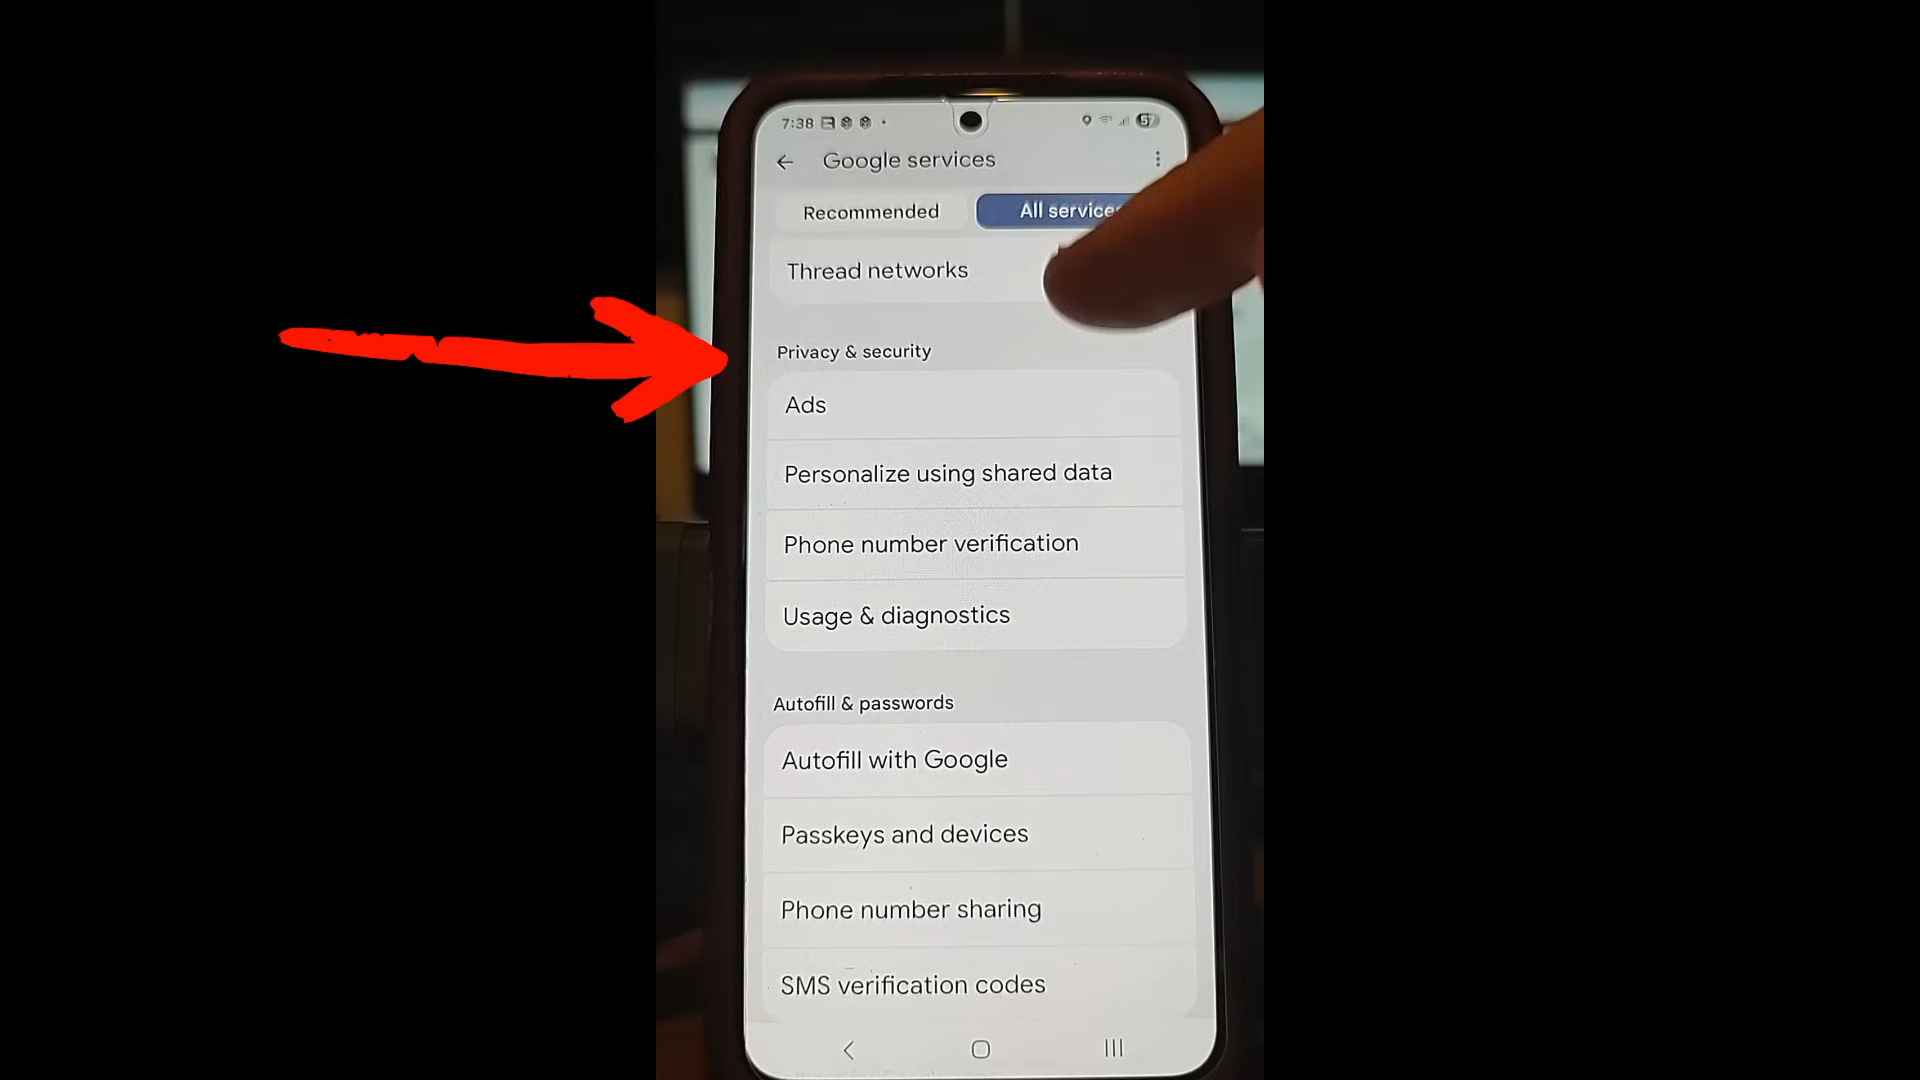 7:38
Google services
Recommended
All service
Thread networks
Privacy & security
Ads
Personalize using shared data
Phone number verification
Usage & diagnostics
Autofill & passwords
Autofill with Google
Passkeys and devices
Phone number sharing
SMS verification codes